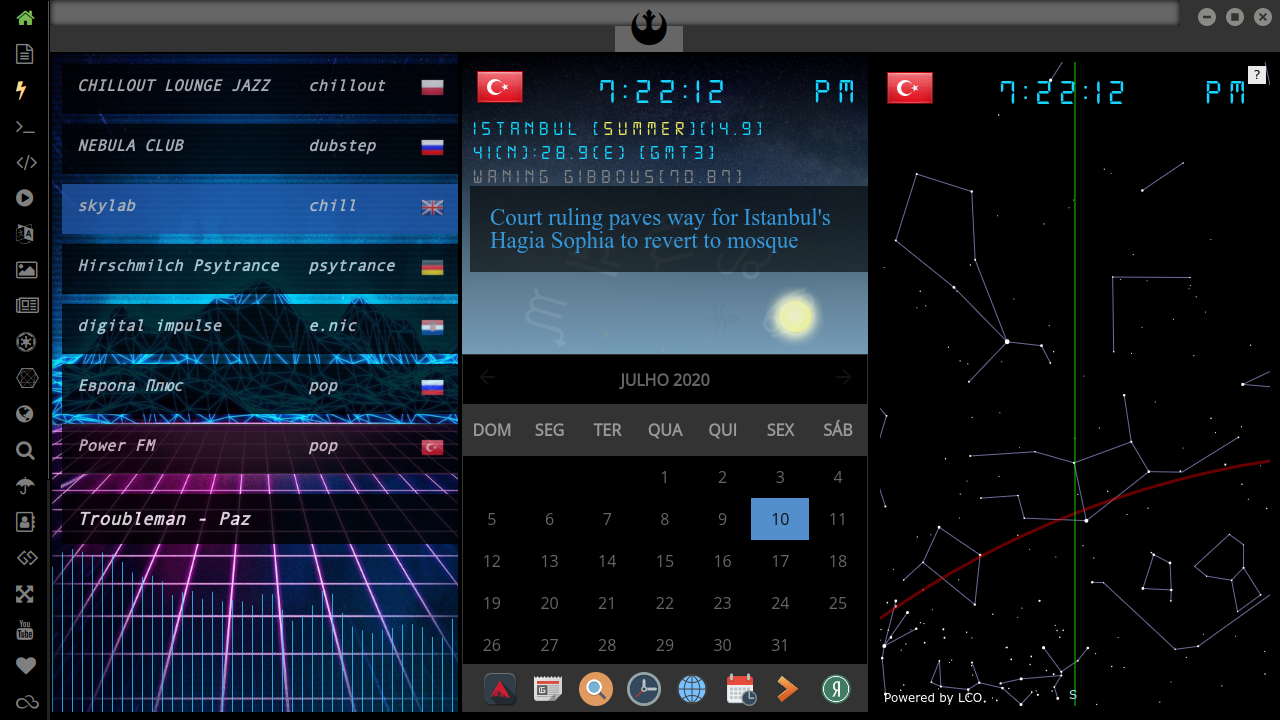 CHILLOUT LOUNGE JAZZ chillout
NEBULA CLUB dubstep
skylab chill
Hirschmilch Psytrance psytrance
digital impulse e.nic
Европа Плюс pop
Power FM pop
Troubleman - Paz
7:22:12 PM
ISTANBUL [SUMMER][14.9]
41(N):28.9(E) [GMT3]
WANING GIBBOUS[70.87]
Court ruling paves way for Istanbul's
Hagia Sophia to revert to mosque
JULHO 2020
DOM SEG TER QUA QUI SEX SÁB
1 2 3 4
5 6 7 8 9 10 11
12 13 14 15 16 17 18
19 20 21 22 23 24 25
26 27 28 29 30 31
7:22:12 PM
?
Powered by LCO.
S
You
Tube